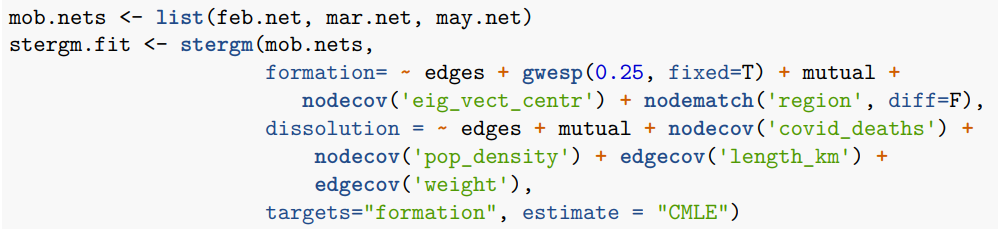 mob.nets <- list(feb.net, mar.net, may.net)
stergm.fit <- stergm(mob.nets,
formation= ~ edges + gwesp(0.25, fixed=T) + mutual +
nodecov('eig_vect_centr') + nodematch('region', diff=F),
dissolution = ~ edges + mutual + nodecov('covid_deaths') +
nodecov('pop_density') + edgecov('length_km') +
edgecov('weight'),
targets="formation", estimate = "CMLE")